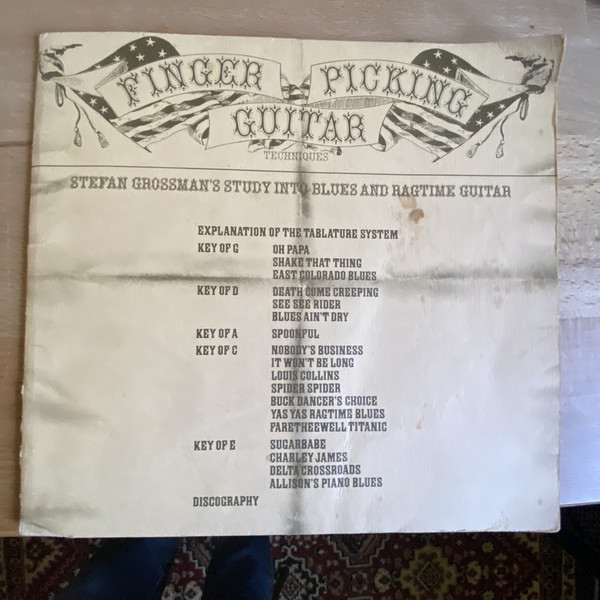 FINGER PICKING
GUITAR
TECHNIQUES
STEFAN GROSSMAN'S STUDY INTO BLUES AND RAGTIME GUITAR
EXPLANATION OF THE TABLATURE SYSTEM
KEY OF G OH PAPA
SHAKE THAT THING
EAST COLORADO BLUES
KEY OF D DEATH COME CREEPING
SEE SEE RIDER
BLUES AIN'T DRY
KEY OF A SPOONFUL
KEY OF C NOBODY'S BUSINESS
IT WON'T BE LONG
LOUIS COLLINS
SPIDER SPIDER
BUCK DANCER'S CHOICE
YAS YAS RAGTIME BLUES
FARETHEEWELL TITANIC
KEY OF E SUGARBABE
CHARLEY JAMES
DELTA CROSSROADS
ALLISON'S PIANO BLUES
DISCOGRAPHY